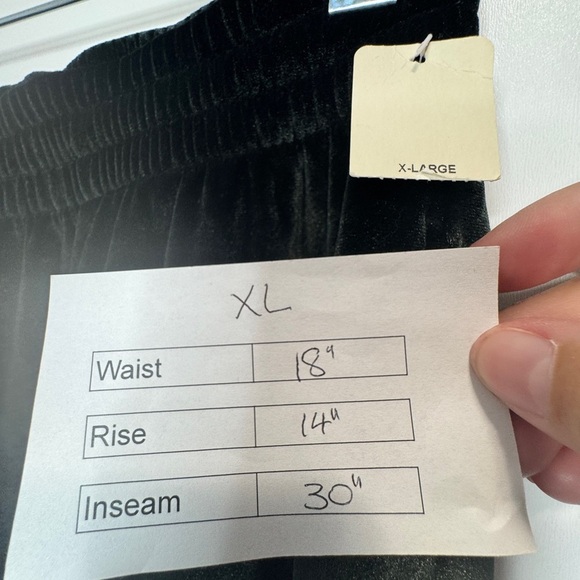 X-LARGE
XL
Waist 18"
Rise 14"
Inseam 30"